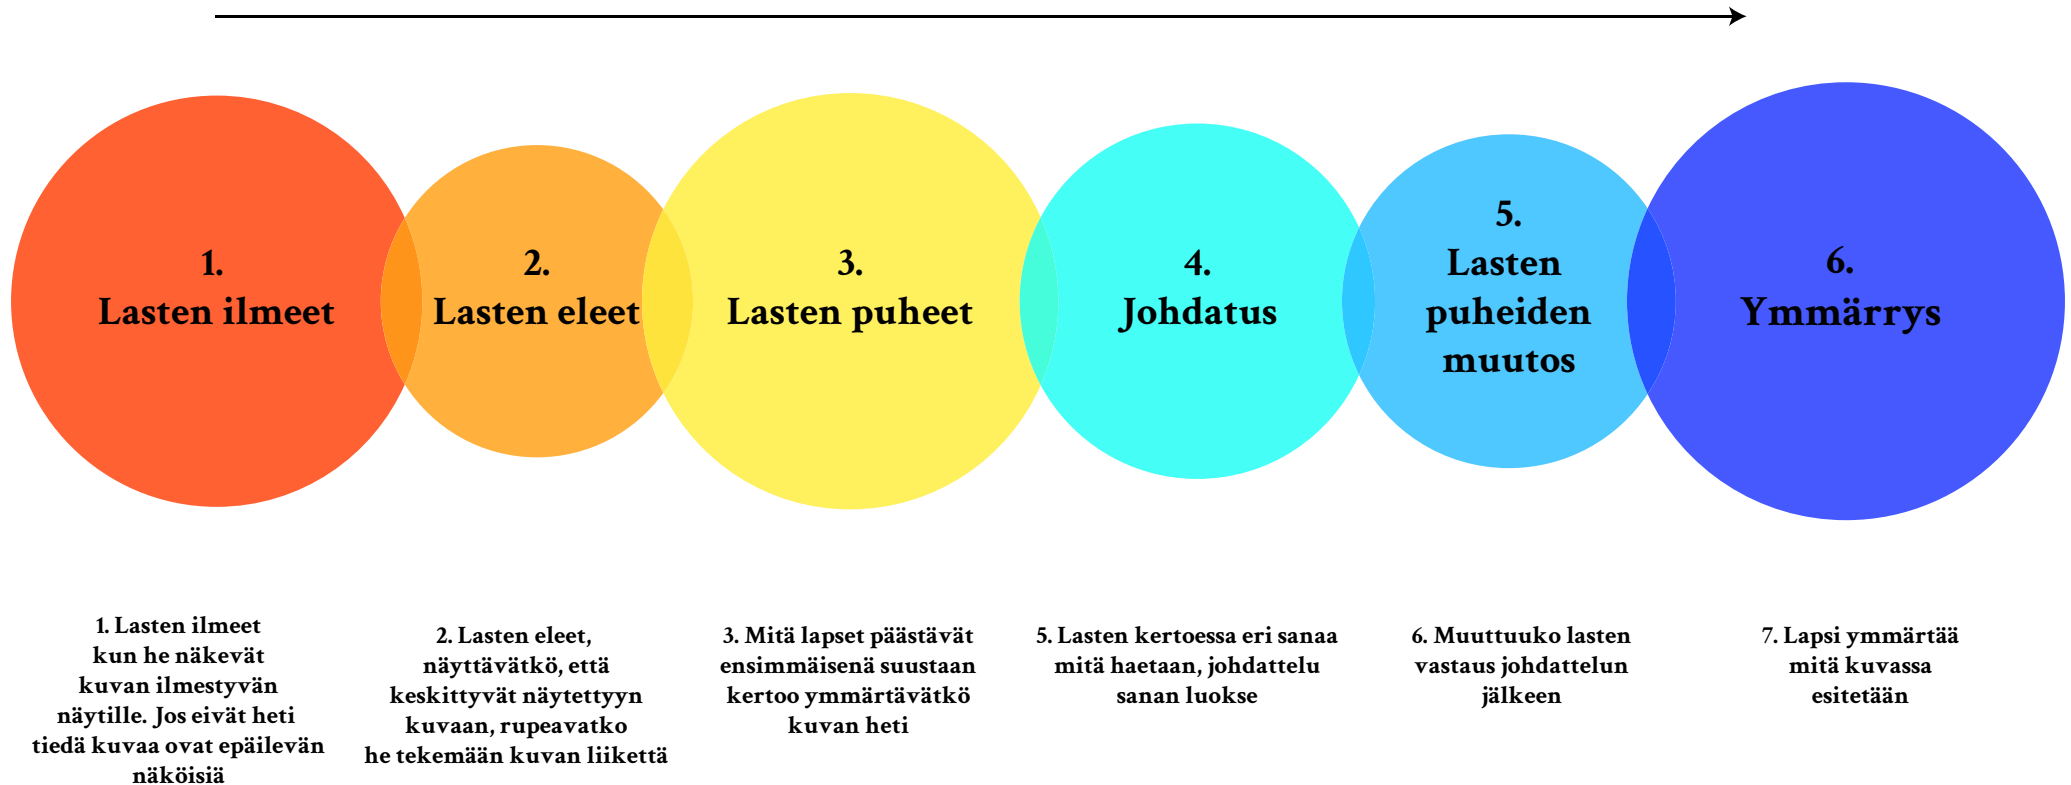 1.
Lasten ilmeet
2.
Lasten eleet
3.
Lasten puheet
4.
Johdatus
5.
Lasten
puheiden
muutos
6.
Ymmärrys
1. Lasten ilmeet
kun he näkevät
kuvan ilmestyvän
näytille. Jos eivät heti
tiedä kuvaa ovat epäilevän
näköisiä
2. Lasten eleet,
näyttävätkö, että
keskittyvät näytettyyn
kuvaan, rupeavatko
he tekemään kuvan liikettä
3. Mitä lapset päästävät
ensimmäisenä suustaan
kertoo ymmärtävätkö
kuvan heti
5. Lasten kertoessa eri sanaa
mitä haetaan, johdattelu
sanan luokse
6. Muuttuuko lasten
vastaus johdattelun
jälkeen
7. Lapsi ymmärtää
mitä kuvassa
esitetään